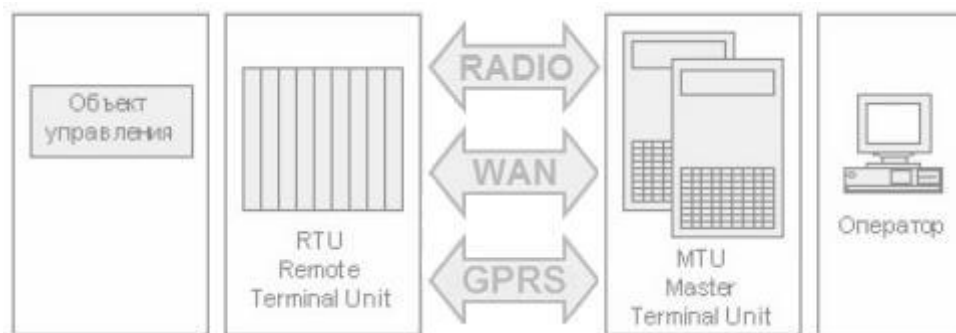 Объект
управления
RTU
Remote
Terminal Unit
RADIO
WAN
GPRS
MTU
Master
Terminal Unit
Оператор